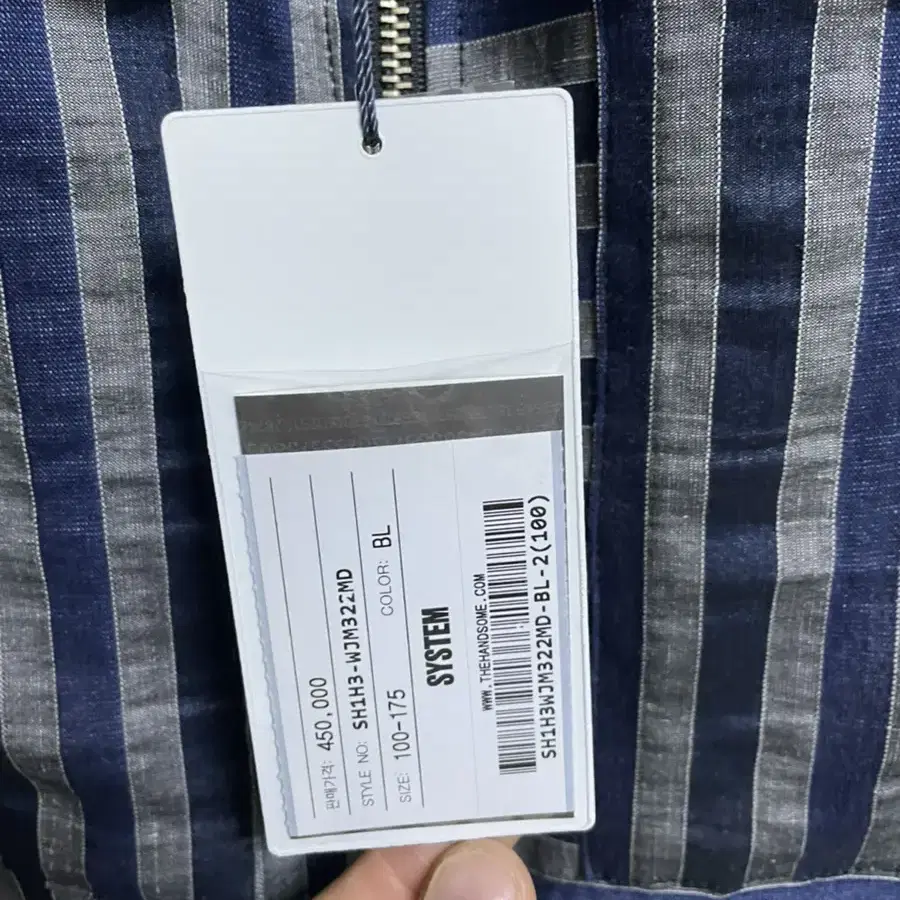 판매가격: 450,000
STYLE NO: SH1H3-WJM322MD
SIZE: 100-175 COLOR: BL
SYSTEM
WWW.THEHANDSOME.COM
SH1H3WJM322MD-BL-2(100)